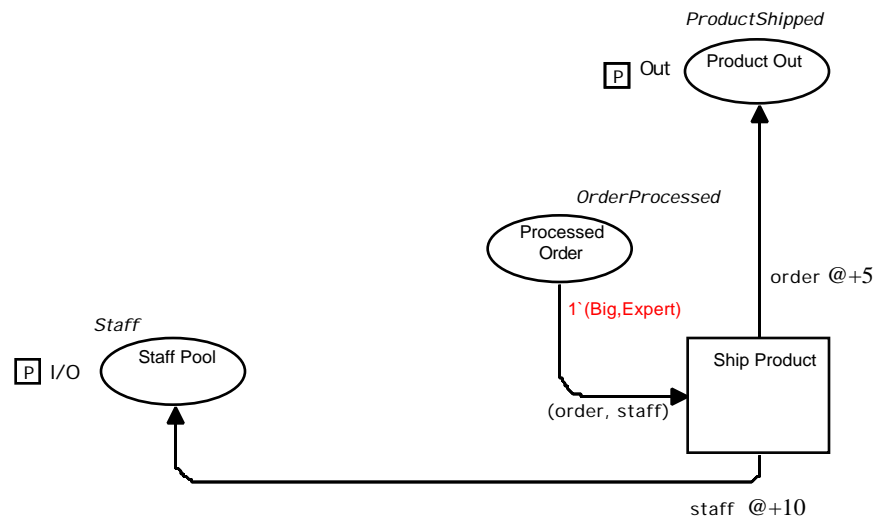 ProductShipped
P Out
Product Out
OrderProcessed
Processed
Order
order @+5
1`(Big,Expert)
Staff
P I/O
Staff Pool
Ship Product
(order, staff)
staff @+10